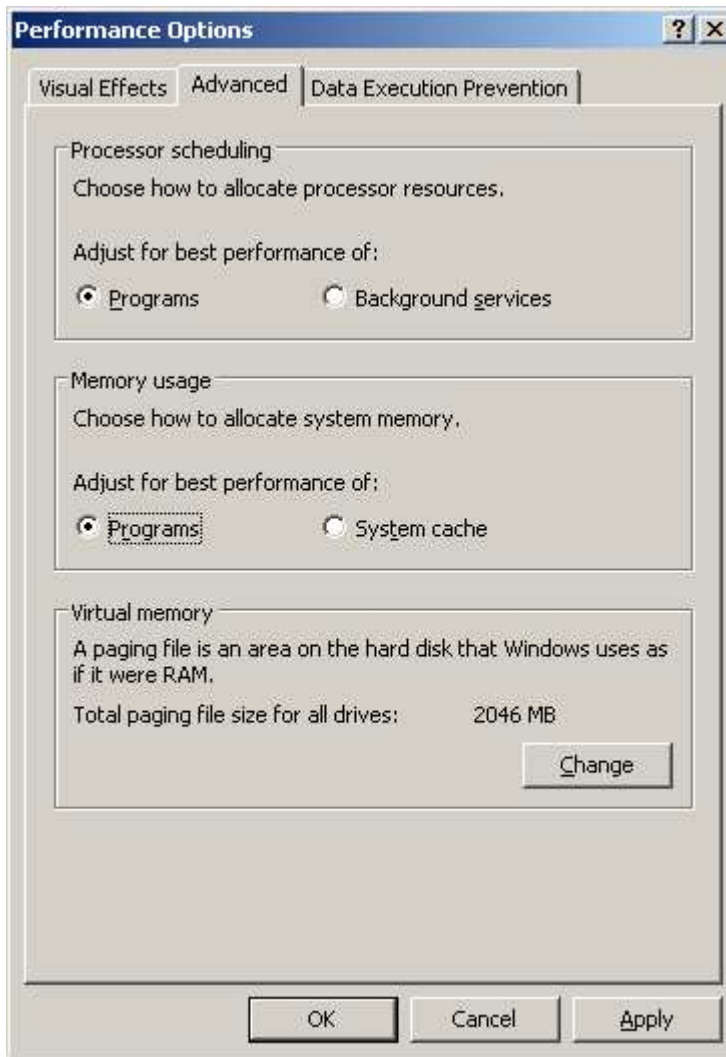 Performance Options
Visual Effects Advanced Data Execution Prevention
Processor scheduling
Choose how to allocate processor resources.
Adjust for best performance of:
Programs Background services
Memory usage
Choose how to allocate system memory.
Adjust for best performance of:
Programs System cache
Virtual memory
A paging file is an area on the hard disk that Windows uses as
if it were RAM.
Total paging file size for all drives: 2046 MB
Change
OK Cancel Apply